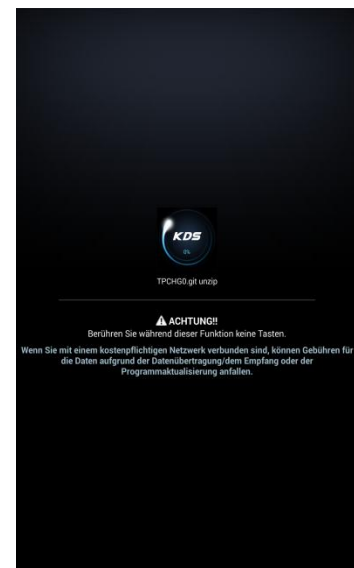 KDS
0%
TPCHG0.git unzip
ACHTUNG!!
Berühren Sie während dieser Funktion keine Tasten.
Wenn Sie mit einem kostenpflichtigen Netzwerk verbunden sind, können Gebühren für
die Daten aufgrund der Datenübertragung/dem Empfang oder der
Programmaktualisierung anfallen.